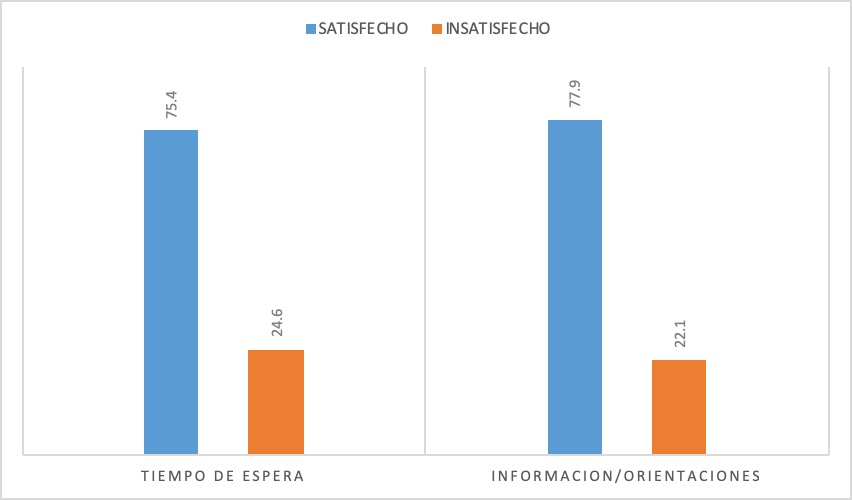 SATISFECHO INSATISFECHO
75.4
24.6
77.9
22.1
TIEMPO DE ESPERA
INFORMACION/ORIENTACIONES